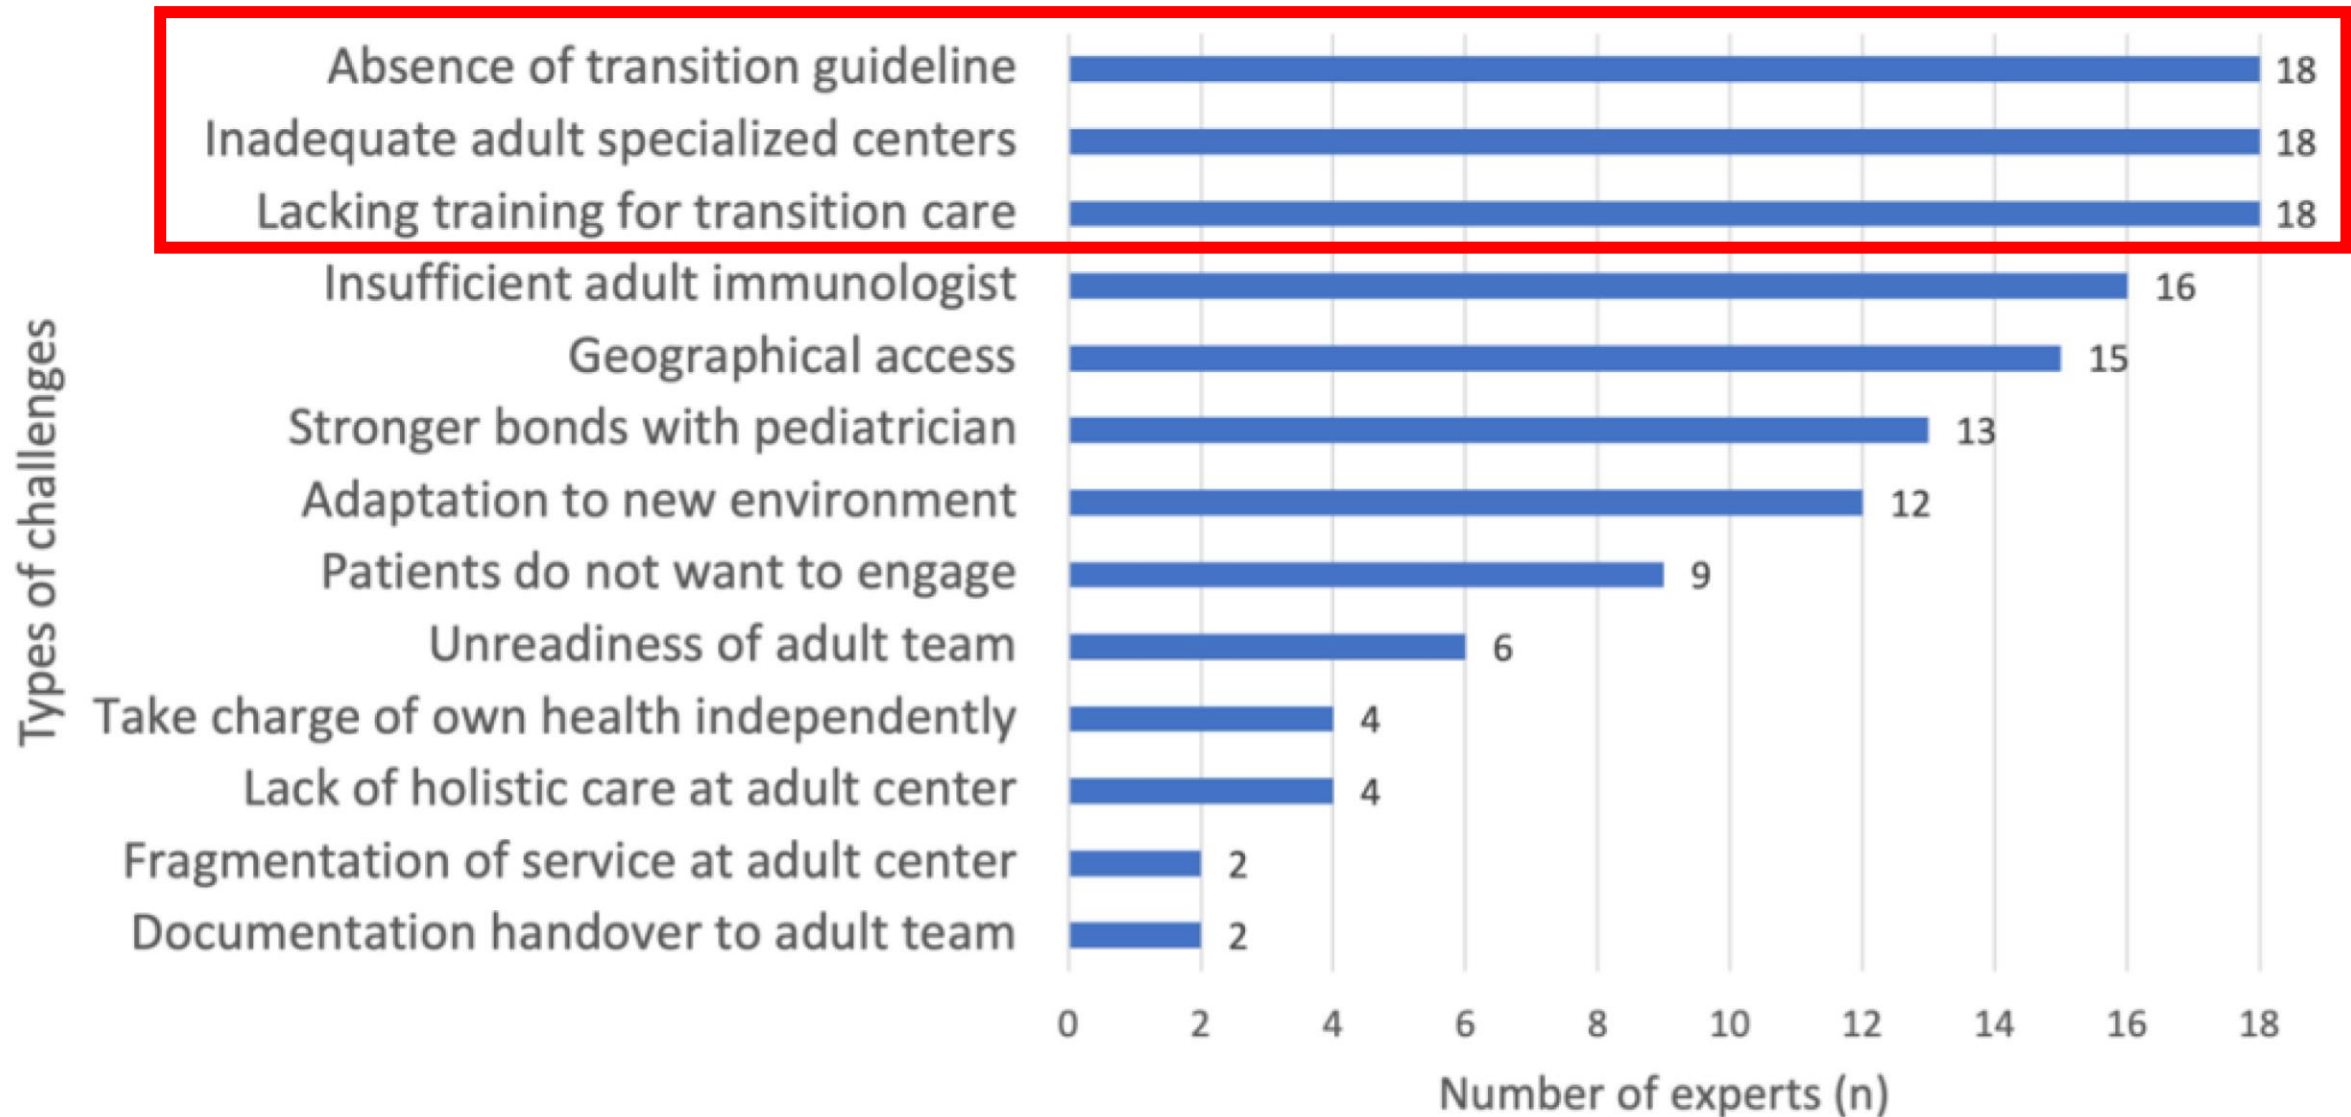 Absence of transition guideline 18
Inadequate adult specialized centers 18
Lacking training for transition care 18
Insufficient adult immunologist 16
Geographical access 15
Stronger bonds with pediatrician 13
Adaptation to new environment 12
Patients do not want to engage 9
Unreadiness of adult team 6
Take charge of own health independently 4
Lack of holistic care at adult center 4
Fragmentation of service at adult center 2
Documentation handover to adult team 2
Types of challenges
0 2 4 6 8 10 12 14 16 18
Number of experts (n)